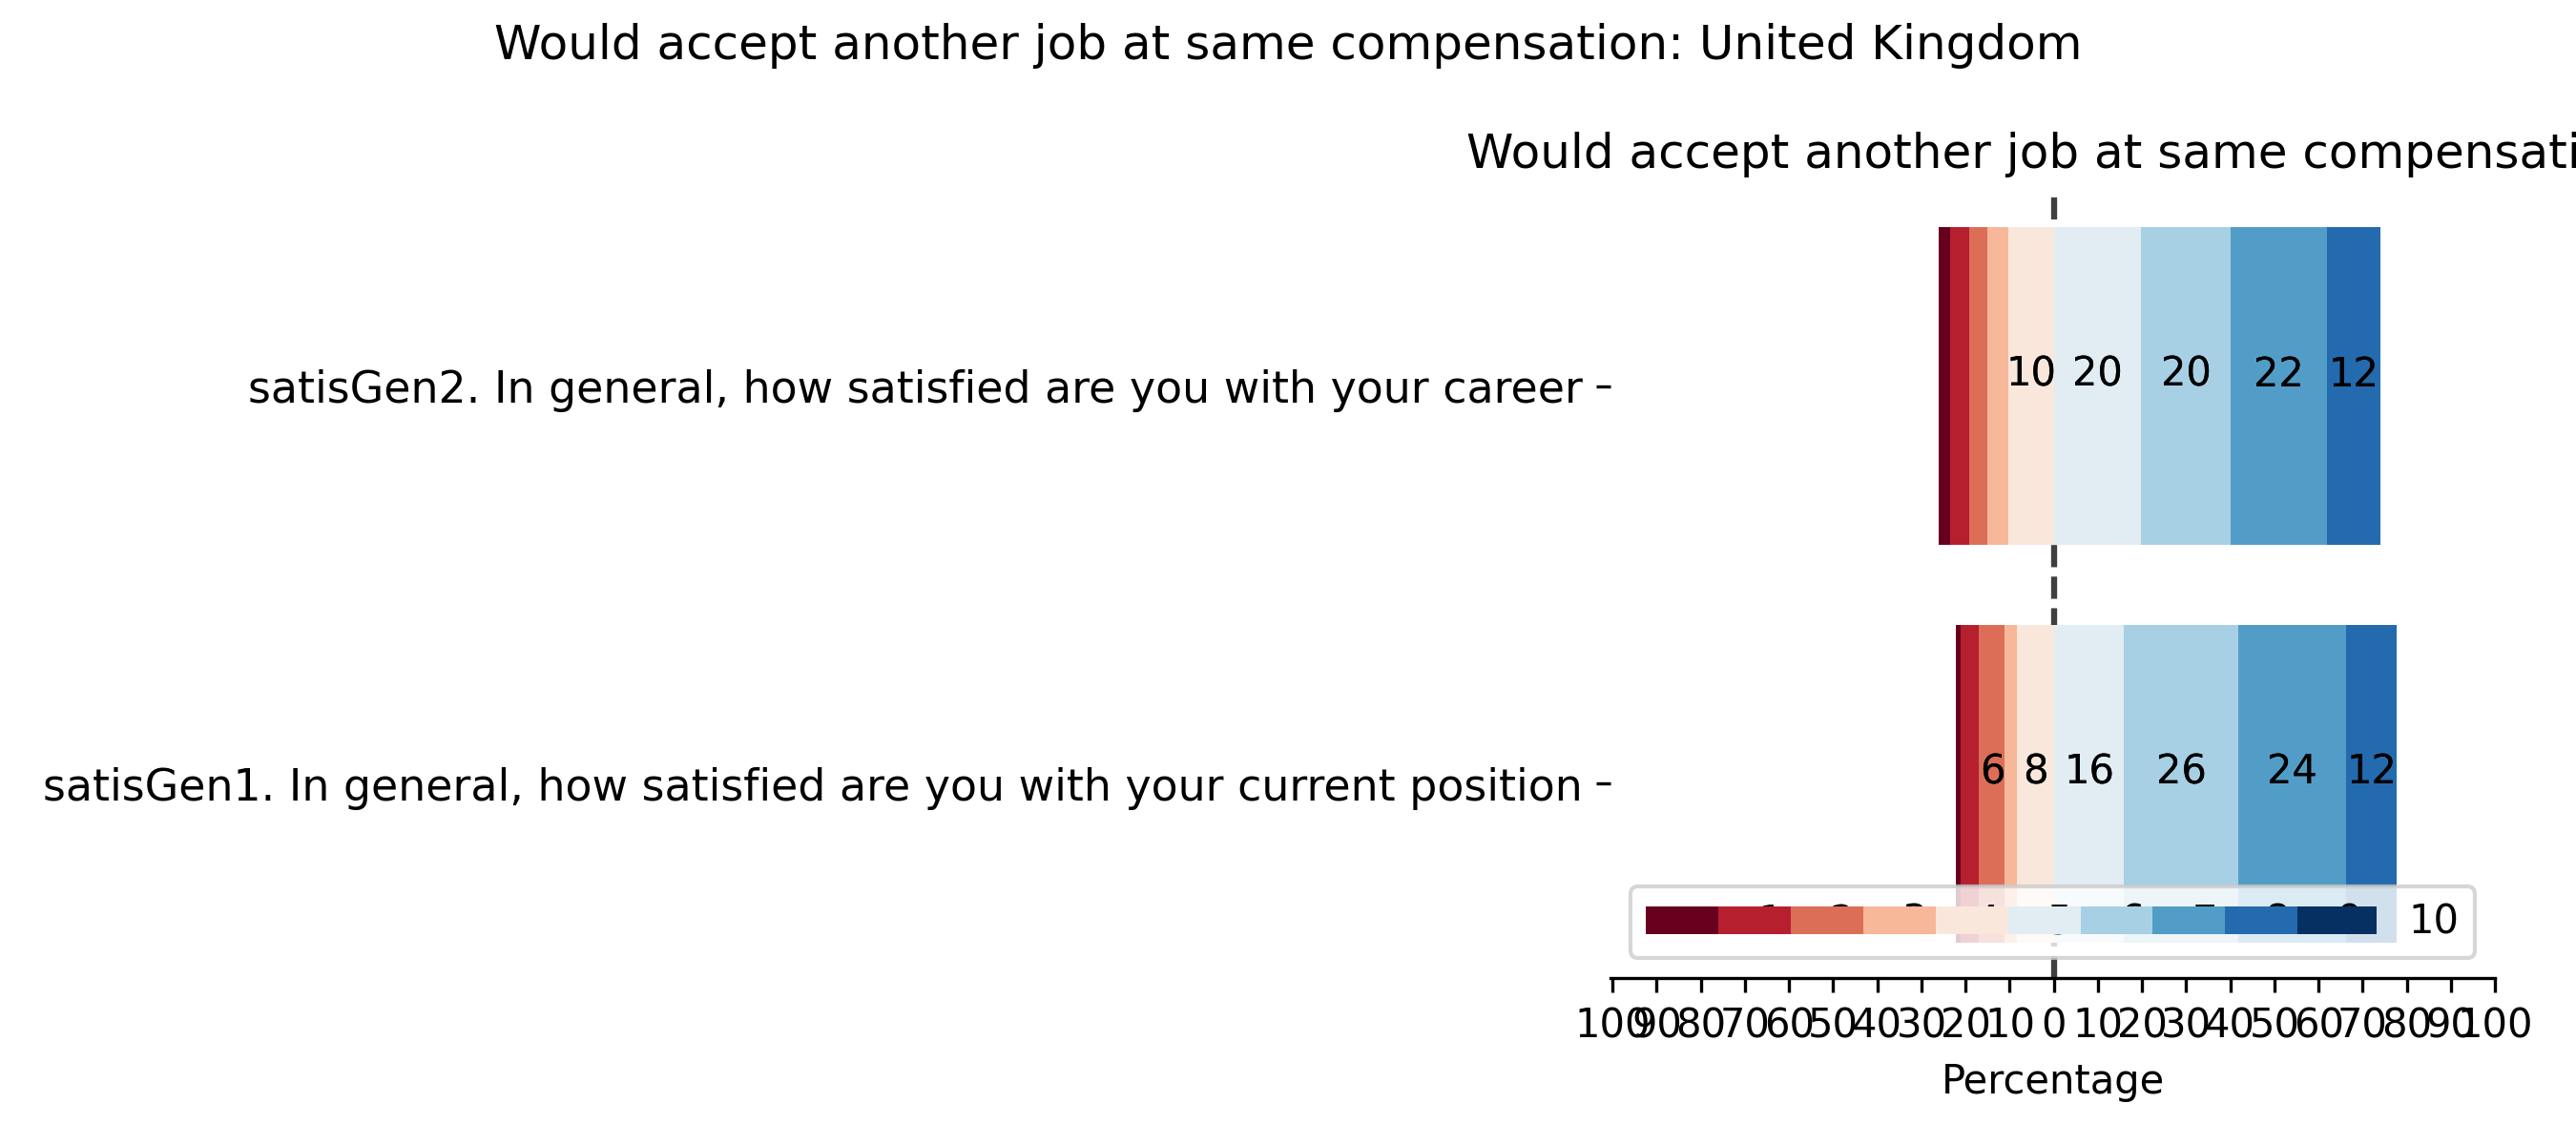 Would accept another job at same compensation: United Kingdom
Would accept another job at same compensati
satisGen2. In general, how satisfied are you with your career
10 20 20 22 12
satisGen1. In general, how satisfied are you with your current position
6 8 16 26 24 12
10
100 90 80 70 60 50 40 30 20 10 0 10 20 30 40 50 60 70 80 90 100
Percentage